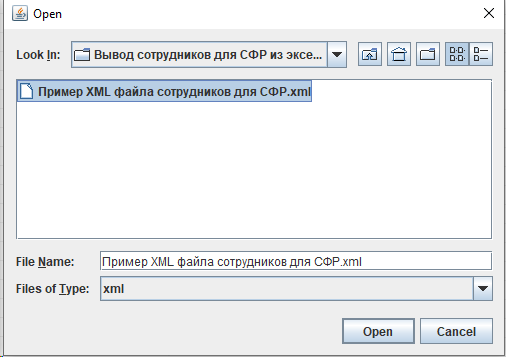 Open
Look In: Вывод сотрудников для СФР из эксе...
Пример XML файла сотрудников для СФР.xml
File Name: Пример XML файла сотрудников для СФР.xml
Files of Type: xml
Open Cancel